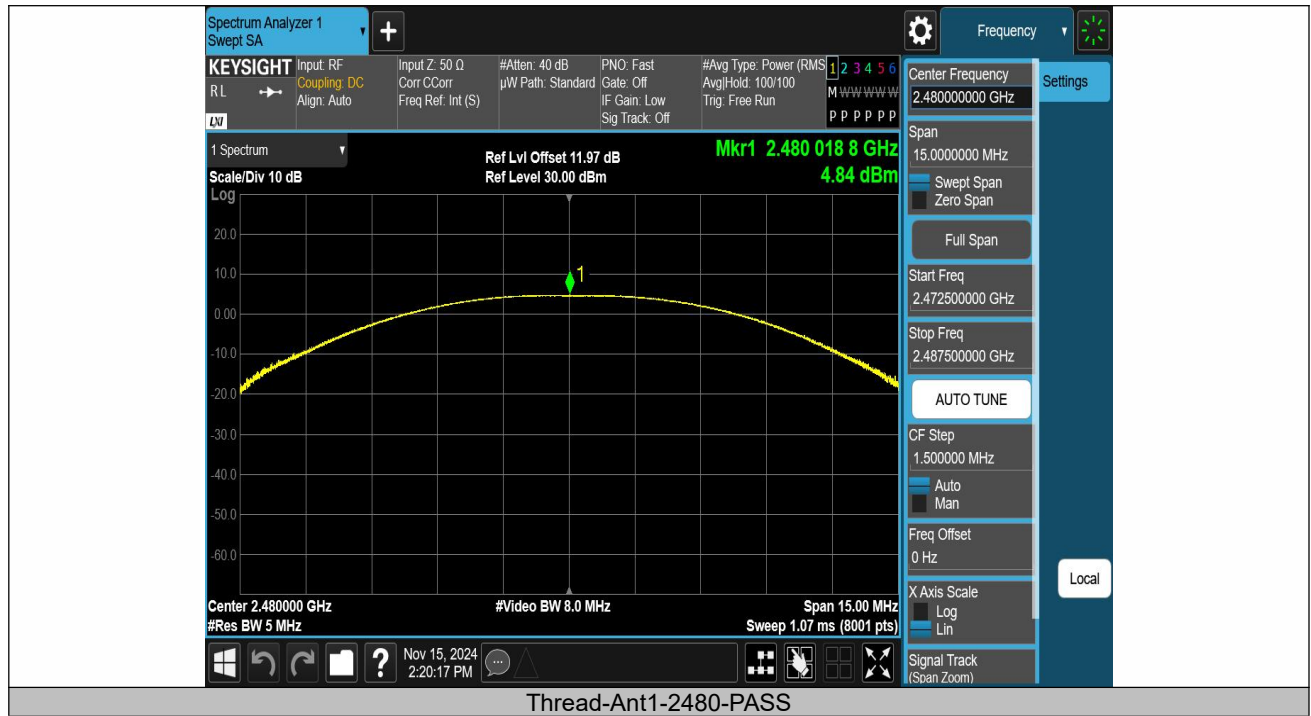 Spectrum Analyzer 1
Swept SA
+
Frequency
KEYSIGHT
RL
LXI
Input: RF
Coupling: DC
Align: Auto
Input Z: 50 Ω
Corr CCorr
Freq Ref: Int (S)
#Atten: 40 dB
µW Path: Standard
PNO: Fast
Gate: Off
IF Gain: Low
Sig Track: Off
#Avg Type: Power (RMS
Avg|Hold: 100/100
Trig: Free Run
1 2 3 4 5 6
M W W W W W
P P P P P P
1 Spectrum
Scale/Div 10 dB
Ref Lvl Offset 11.97 dB
Ref Level 30.00 dBm
Mkr1 2.480 018 8 GHz
4.84 dBm
Log
20.0
10.0
0.00
-10.0
-20.0
-30.0
-40.0
-50.0
-60.0
1
Center 2.480000 GHz
#Res BW 5 MHz
#Video BW 8.0 MHz
Span 15.00 MHz
Sweep 1.07 ms (8001 pts)
Center Frequency
2.480000000 GHz
Settings
Span
15.0000000 MHz
Swept Span
Zero Span
Full Span
Start Freq
2.472500000 GHz
Stop Freq
2.487500000 GHz
AUTO TUNE
CF Step
1.500000 MHz
Auto
Man
Freq Offset
0 Hz
X Axis Scale
Log
Lin
Signal Track
(Span Zoom)
Local
?
Nov 15, 2024
2:20:17 PM
Thread-Ant1-2480-PASS